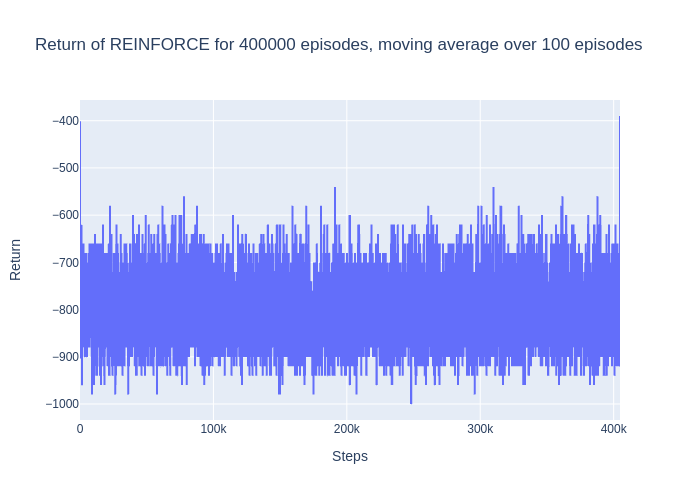 Return of REINFORCE for 400000 episodes, moving average over 100 episodes
−400
−500
−600
−700
−800
−900
−1000
Return
0 100k 200k 300k 400k
Steps